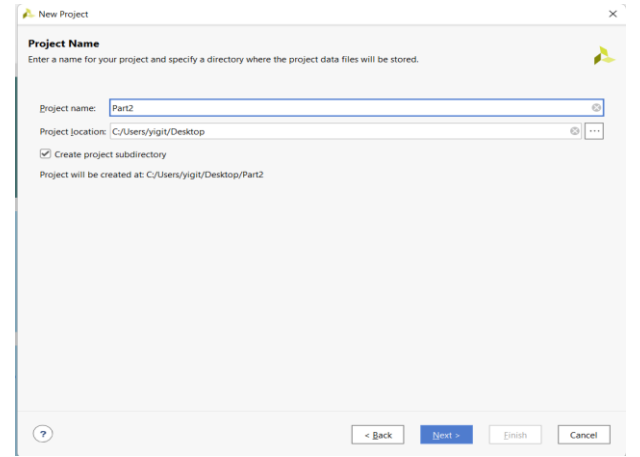 New Project
Project Name
Enter a name for your project and specify a directory where the project data files will be stored.
Project name: Part2
Project location: C:/Users/yigit/Desktop
Create project subdirectory
Project will be created at: C:/Users/yigit/Desktop/Part2
? < Back Next > Finish Cancel